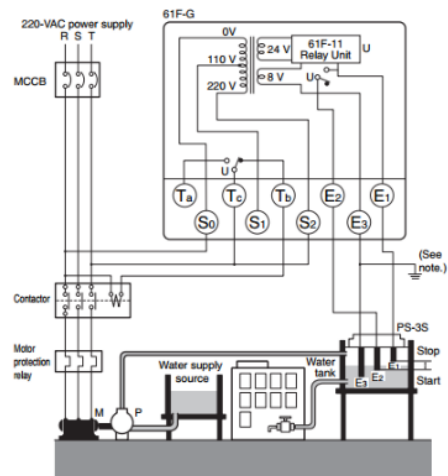 61F-G
220-VAC power supply
R S T
0V
110 V
220 V
24 V
8 V
61F-11
Relay Unit
U
U
MCCB
U
Ta
Tc
Tb
E2
E1
S0
S1
S2
E3
(See
note.)
Contactor
PS-3S
Motor
protection
relay
Water supply
source
Water
tank
Stop
E1
E2
E3
Start
M
P